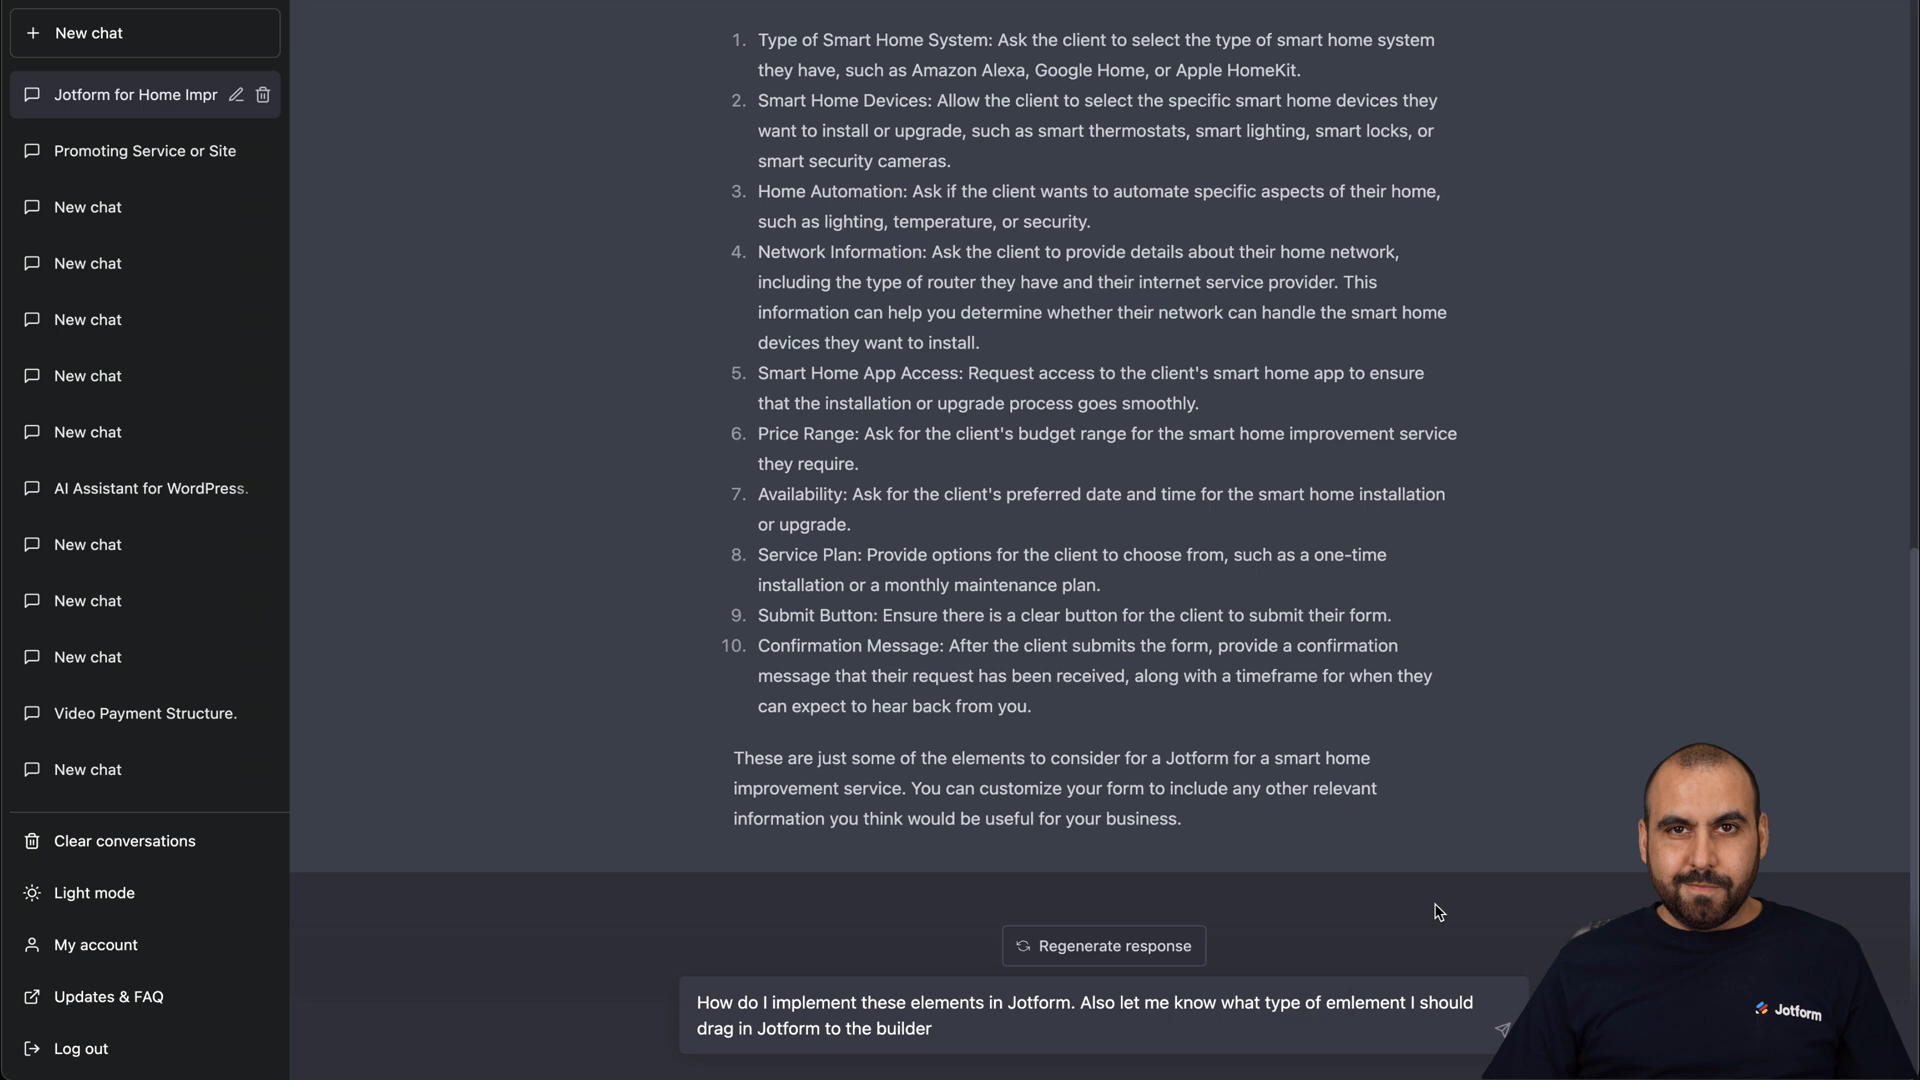 New chat
Jotform for Home Impr
Promoting Service or Site
New chat
New chat
New chat
New chat
New chat
AI Assistant for WordPress.
New chat
New chat
New chat
Video Payment Structure.
New chat
Clear conversations
Light mode
My account
Updates & FAQ
Log out
1. Type of Smart Home System: Ask the client to select the type of smart home system
they have, such as Amazon Alexa, Google Home, or Apple HomeKit.
2. Smart Home Devices: Allow the client to select the specific smart home devices they
want to install or upgrade, such as smart thermostats, smart lighting, smart locks, or
smart security cameras.
3. Home Automation: Ask if the client wants to automate specific aspects of their home,
such as lighting, temperature, or security.
4. Network Information: Ask the client to provide details about their home network,
including the type of router they have and their internet service provider. This
information can help you determine whether their network can handle the smart home
devices they want to install.
5. Smart Home App Access: Request access to the client's smart home app to ensure
that the installation or upgrade process goes smoothly.
6. Price Range: Ask for the client's budget range for the smart home improvement service
they require.
7. Availability: Ask for the client's preferred date and time for the smart home installation
or upgrade.
8. Service Plan: Provide options for the client to choose from, such as a one-time
installation or a monthly maintenance plan.
9. Submit Button: Ensure there is a clear button for the client to submit their form.
10. Confirmation Message: After the client submits the form, provide a confirmation
message that their request has been received, along with a timeframe for when they
can expect to hear back from you.
These are just some of the elements to consider for a Jotform for a smart home
improvement service. You can customize your form to include any other relevant
information you think would be useful for your business.
Regenerate response
How do I implement these elements in Jotform. Also let me know what type of emlement I should
drag in Jotform to the builder
Jotform